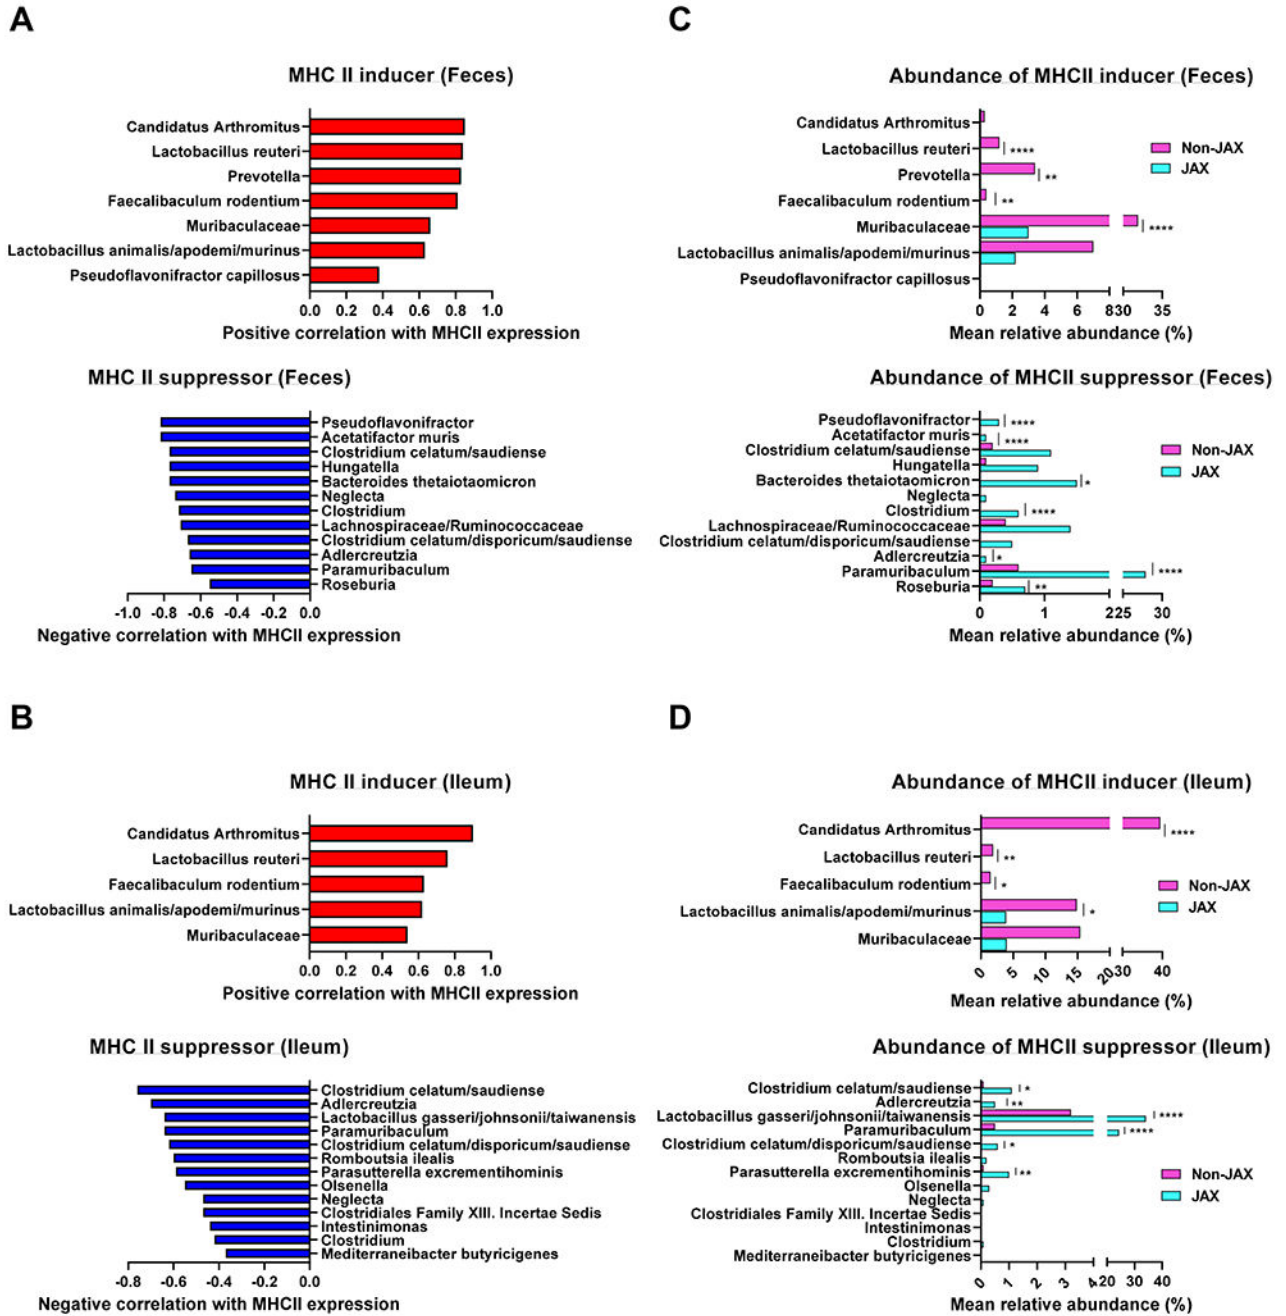 A
MHC II inducer (Feces)
Candidatus Arthromitus
Lactobacillus reuteri
Prevotella
Faecalibaculum rodentium
Muribaculaceae
Lactobacillus animalis/apodemi/murinus
Pseudoflavonifractor capillosus
0.0 0.2 0.4 0.6 0.8 1.0
Positive correlation with MHCII expression
MHC II suppressor (Feces)
Pseudoflavonifractor
Acetatifactor muris
Clostridium celatum/saudiense
Hungatella
Bacteroides thetaiotaomicron
Neglecta
Clostridium
Lachnospiraceae/Ruminococcaceae
Clostridium celatum/disporicum/saudiense
Adlercreutzia
Paramuribaculum
Roseburia
-1.0 -0.8 -0.6 -0.4 -0.2 0.0
Negative correlation with MHCII expression
C
Abundance of MHCII inducer (Feces)
Candidatus Arthromitus
Lactobacillus reuteri ****
Prevotella **
Faecalibaculum rodentium **
Muribaculaceae ****
Lactobacillus animalis/apodemi/murinus
Pseudoflavonifractor capillosus
Non-JAX
JAX
0 2 4 6 8 30 35
Mean relative abundance (%)
Abundance of MHCII suppressor (Feces)
Pseudoflavonifractor ****
Acetatifactor muris ****
Clostridium celatum/saudiense
Hungatella
Bacteroides thetaiotaomicron *
Neglecta
Clostridium ****
Lachnospiraceae/Ruminococcaceae
Clostridium celatum/disporicum/saudiense
Adlercreutzia *
Paramuribaculum ****
Roseburia **
Non-JAX
JAX
0 1 2 25 30
Mean relative abundance (%)
B
MHC II inducer (Ileum)
Candidatus Arthromitus
Lactobacillus reuteri
Faecalibaculum rodentium
Lactobacillus animalis/apodemi/murinus
Muribaculaceae
0.0 0.2 0.4 0.6 0.8 1.0
Positive correlation with MHCII expression
MHC II suppressor (Ileum)
Clostridium celatum/saudiense
Adlercreutzia
Lactobacillus gasseri/johnsonii/taiwanensis
Paramuribaculum
Clostridium celatum/disporicum/saudiense
Romboutsia ilealis
Parasutterella excrementihominis
Olsenella
Neglecta
Clostridiales Family XIII. Incertae Sedis
Intestinimonas
Clostridium
Mediterraneibacter butyricigenes
-0.8 -0.6 -0.4 -0.2 0.0
Negative correlation with MHCII expression
D
Abundance of MHCII inducer (Ileum)
Candidatus Arthromitus ****
Lactobacillus reuteri **
Faecalibaculum rodentium *
Lactobacillus animalis/apodemi/murinus *
Muribaculaceae
Non-JAX
JAX
0 5 10 15 20 30 40
Mean relative abundance (%)
Abundance of MHCII suppressor (Ileum)
Clostridium celatum/saudiense *
Adlercreutzia **
Lactobacillus gasseri/johnsonii/taiwanensis ****
Paramuribaculum ****
Clostridium celatum/disporicum/saudiense *
Romboutsia ilealis
Parasutterella excrementihominis **
Olsenella
Neglecta
Clostridiales Family XIII. Incertae Sedis
Intestinimonas
Clostridium
Mediterraneibacter butyricigenes
Non-JAX
JAX
0 1 2 3 4 20 30 40
Mean relative abundance (%)